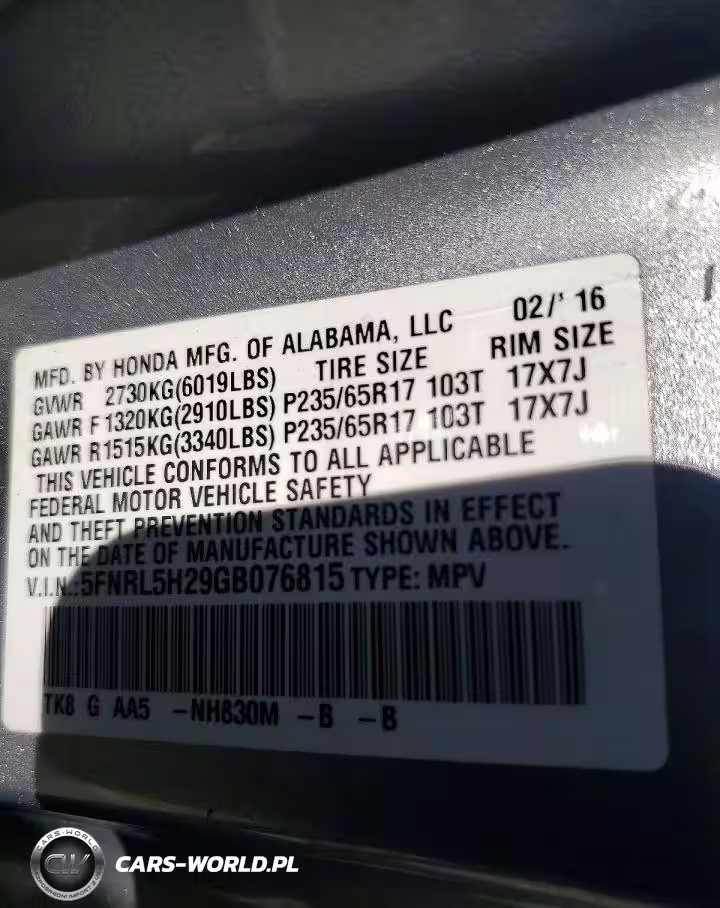 MFD. BY HONDA MFG. OF ALABAMA, LLC 02/' 16
GVWR 2730KG(6019LBS) TIRE SIZE RIM SIZE
GAWR F 1320KG(2910LBS) P235/65R17 103T 17X7J
GAWR R 1515KG(3340LBS) P235/65R17 103T 17X7J
THIS VEHICLE CONFORMS TO ALL APPLICABLE
FEDERAL MOTOR VEHICLE SAFETY
AND THEFT PREVENTION STANDARDS IN EFFECT
ON THE DATE OF MANUFACTURE SHOWN ABOVE.
V.I.N.:5FNRL5H29GB076815 TYPE: MPV
TK8 G AA5 -NH830M -B -B
CARS-WORLD
CW
CARS-WORLD.PL